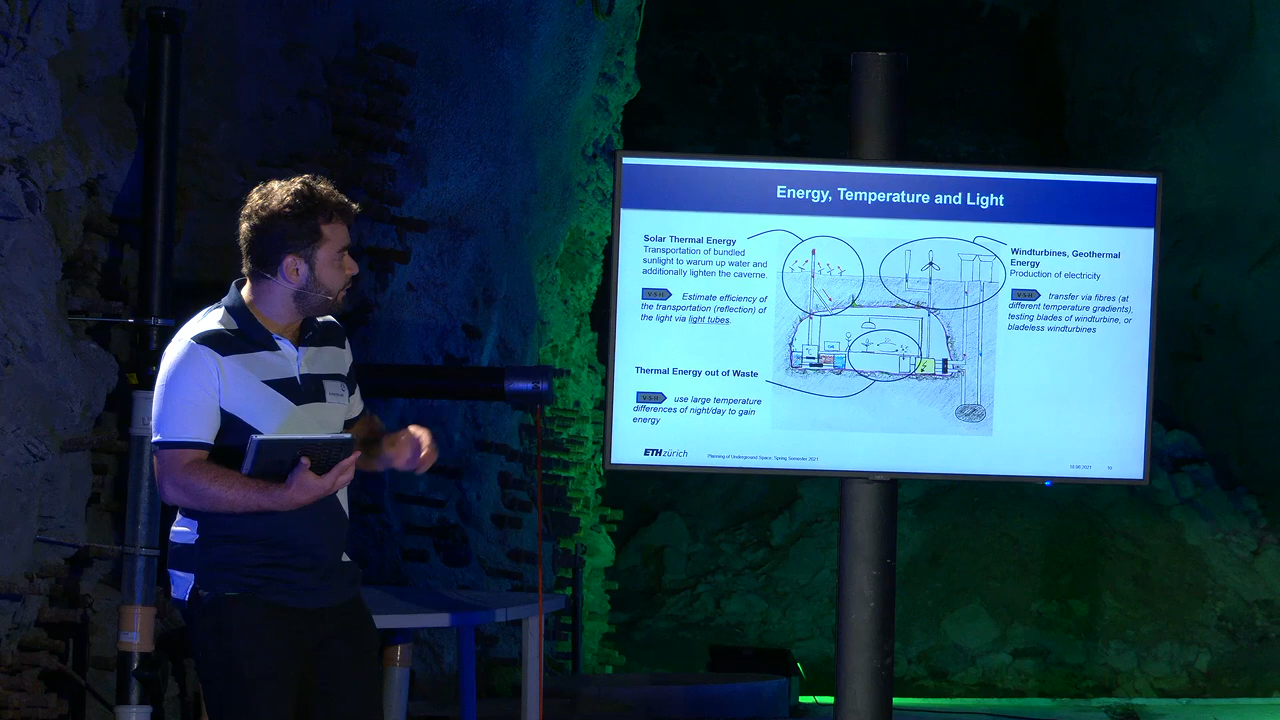 Energy, Temperature and Light
Solar Thermal Energy
Transportation of bundled
sunlight to warm up water and
additionally lighten the caverne.
V-S-H Estimate efficiency of
the transportation (reflection) of
the light via light tubes.
Thermal Energy out of Waste
V-S-H use large temperature
differences of night/day to gain
energy
Windturbines, Geothermal
Energy
Production of electricity
V-S-H transfer via fibres (at
different temperature gradients),
testing blades of windturbine, or
bladeless windturbines
ETH zürich
Planning of Underground Space, Spring Semester 2021
10